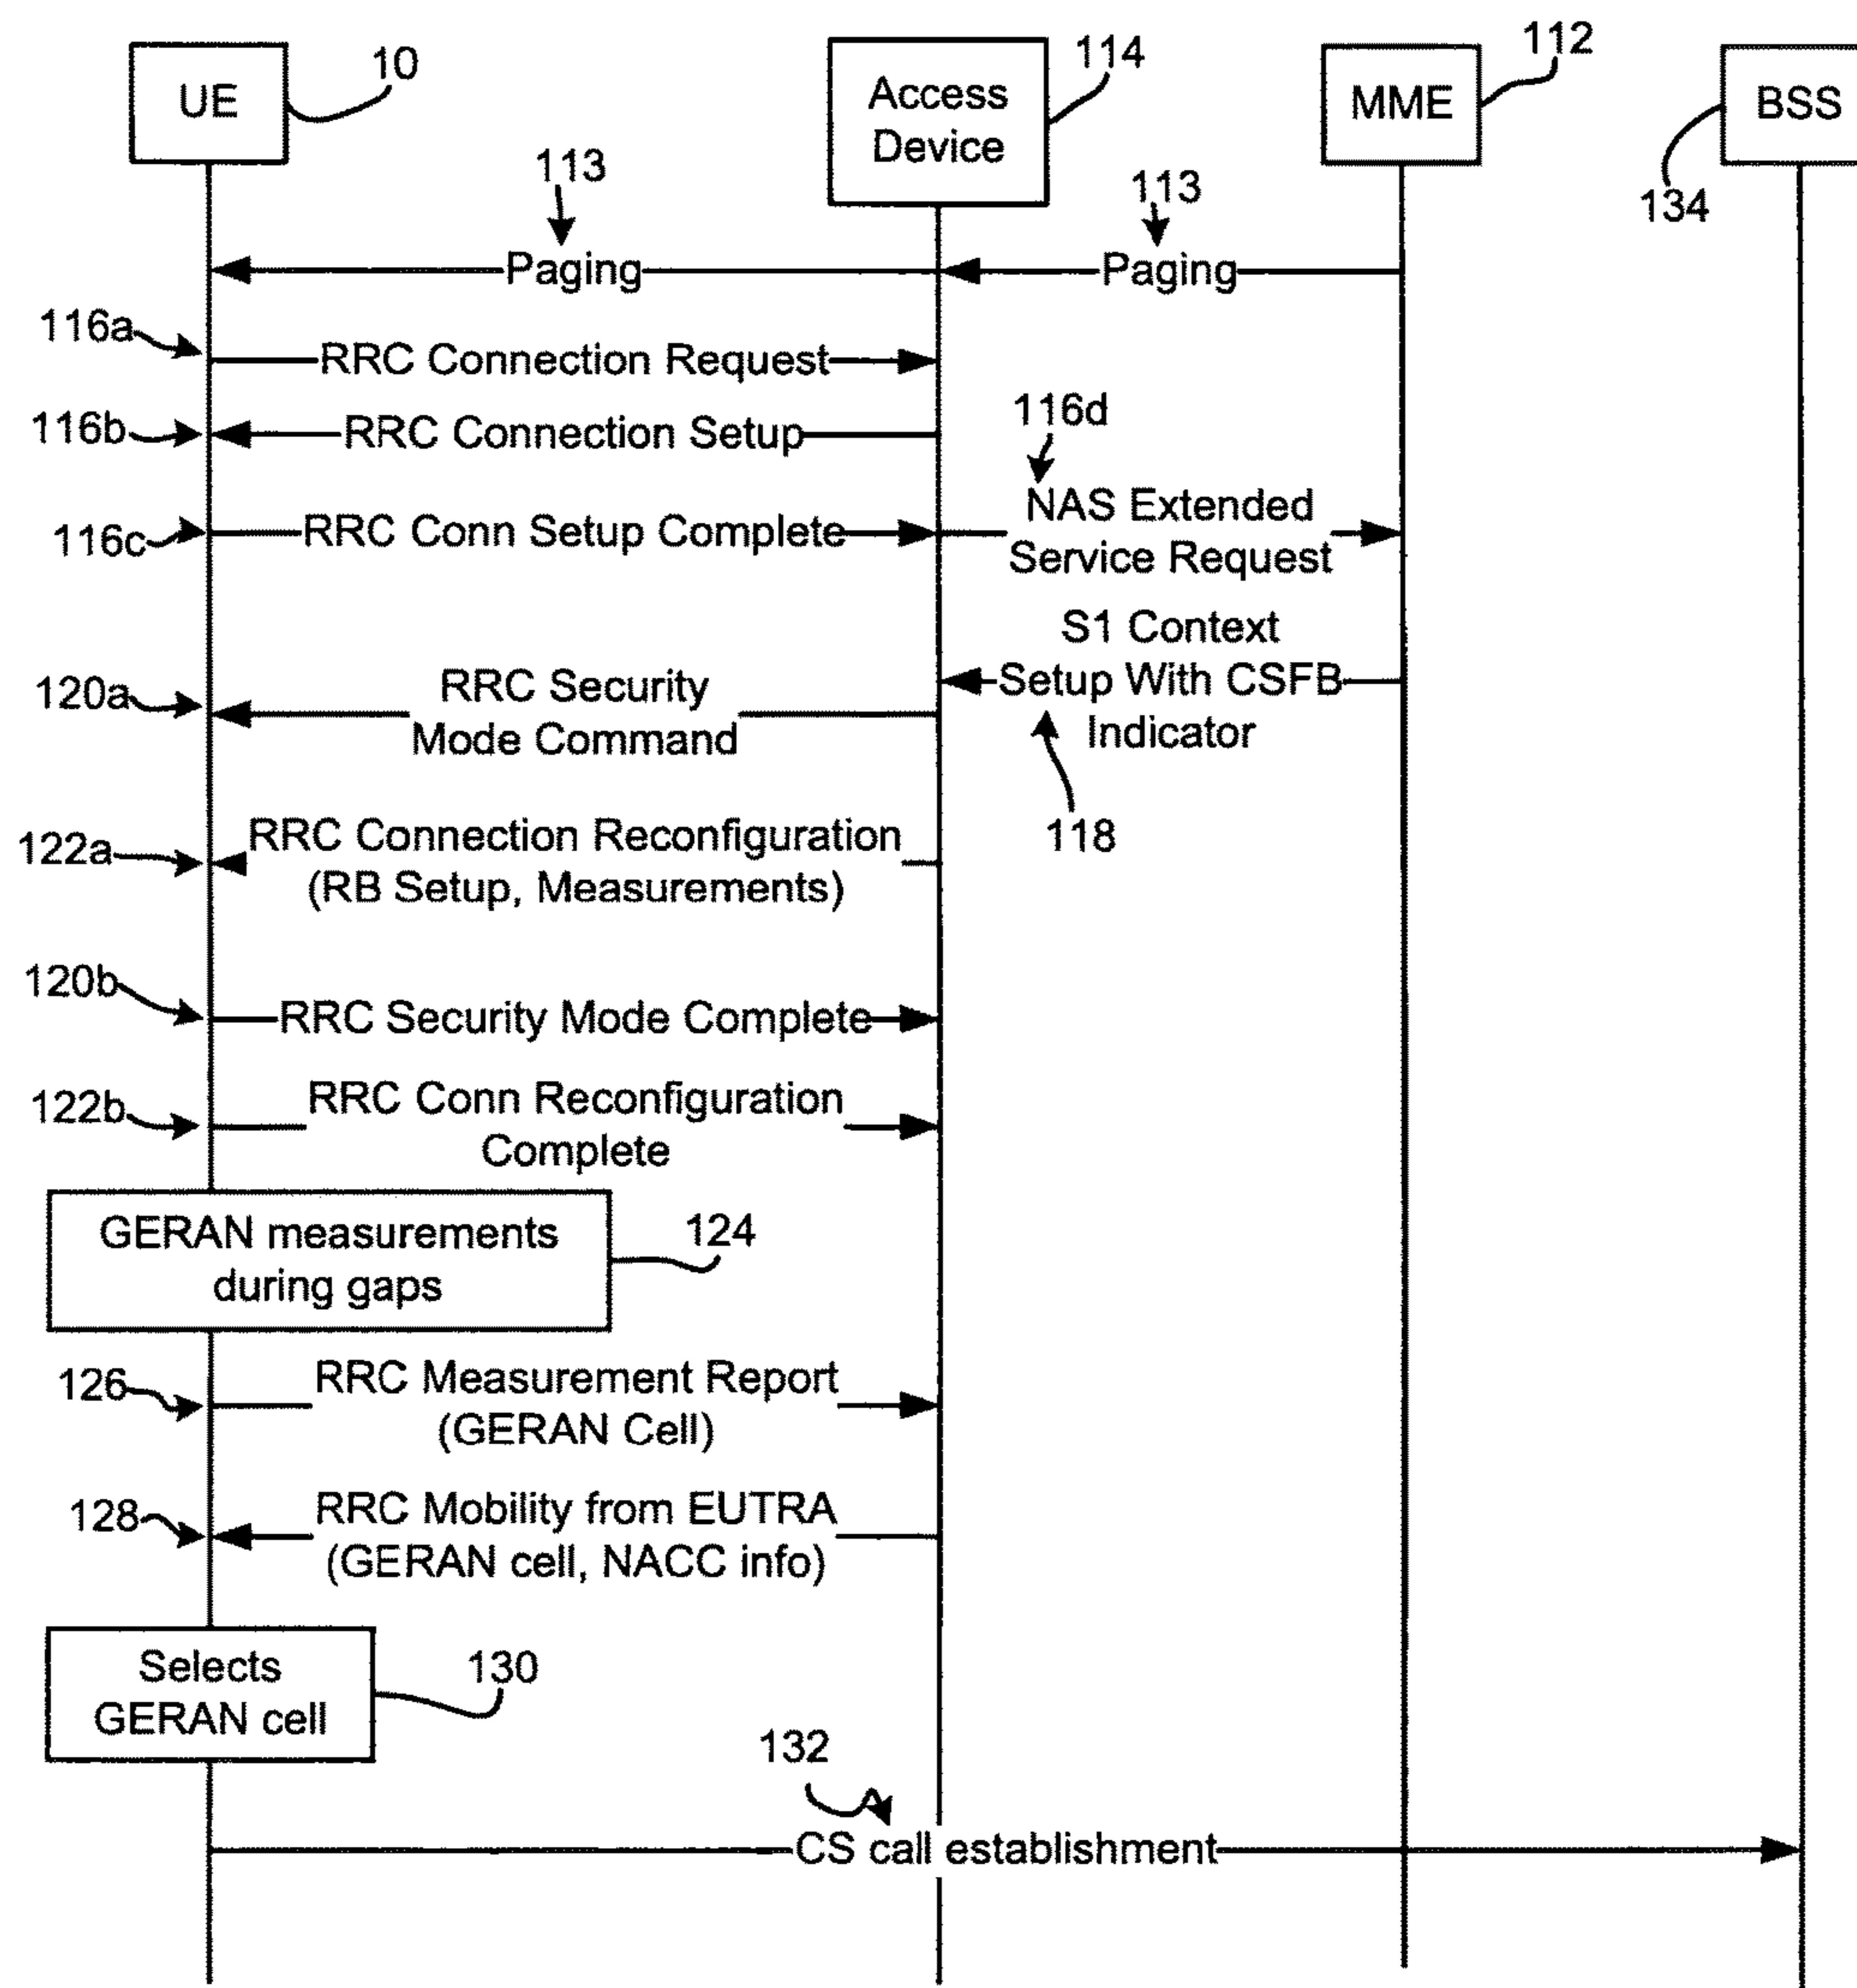 UE
10
Access
Device
114
MME
112
BSS
134
113
113
Paging
Paging
116a
RRC Connection Request
116b
RRC Connection Setup
116d
116c
RRC Conn Setup Complete
NAS Extended
Service Request
S1 Context
Setup With CSFB
Indicator
118
120a
RRC Security
Mode Command
122a
RRC Connection Reconfiguration
(RB Setup, Measurements)
120b
RRC Security Mode Complete
122b
RRC Conn Reconfiguration
Complete
GERAN measurements
during gaps
124
126
RRC Measurement Report
(GERAN Cell)
128
RRC Mobility from EUTRA
(GERAN cell, NACC info)
Selects
GERAN cell
130
132
CS call establishment